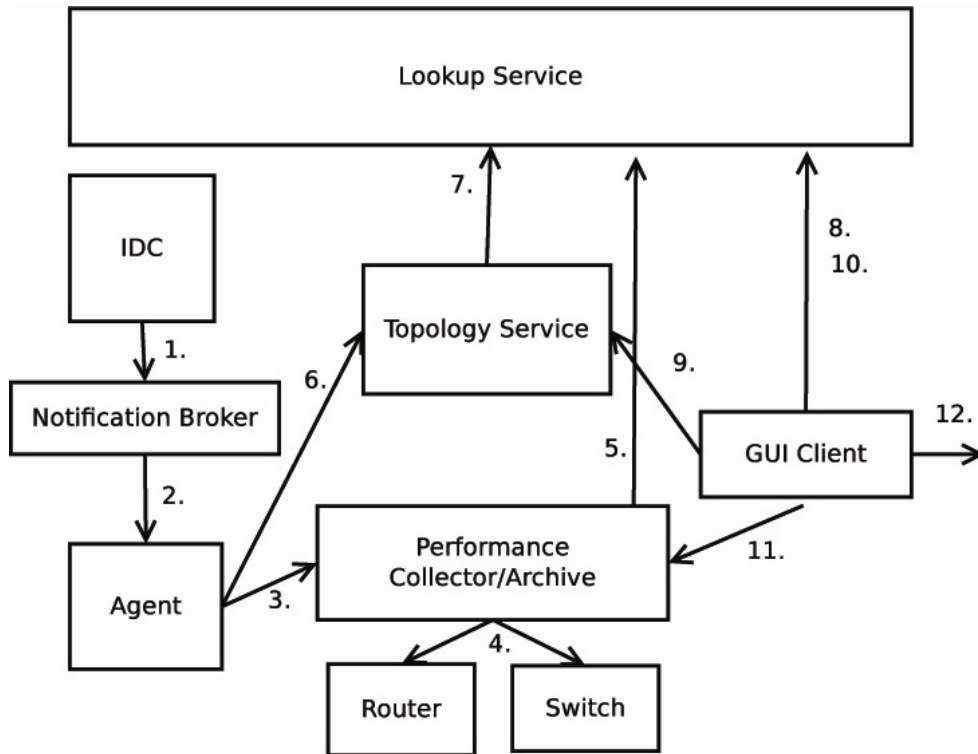 Lookup Service
7.
8.
10.
IDC
Topology Service
1.
6.
9.
Notification Broker
12.
5.
GUI Client
2.
Performance
Collector/Archive
11.
Agent
3.
4.
Router
Switch